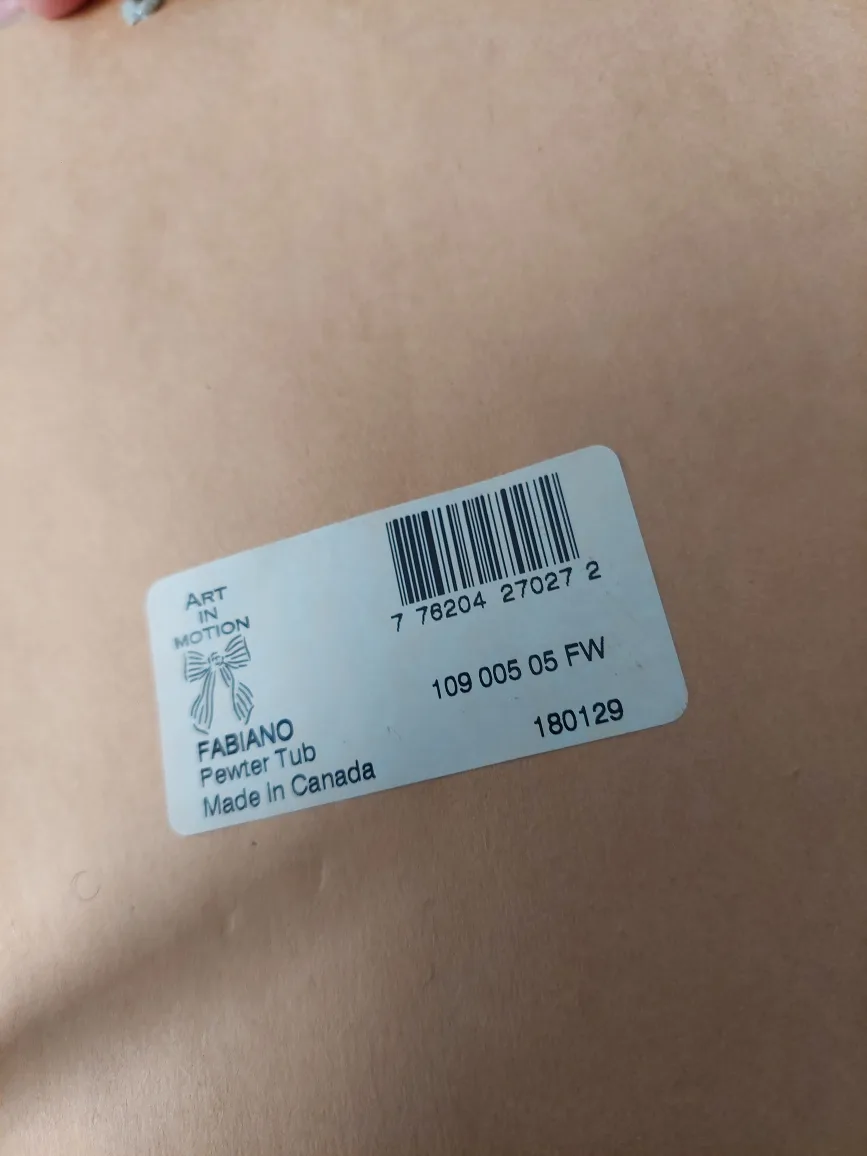 ART
IN
MOTION
FABIANO
Pewter Tub
Made In Canada
7 76204 27027 2
109 005 05 FW
180129